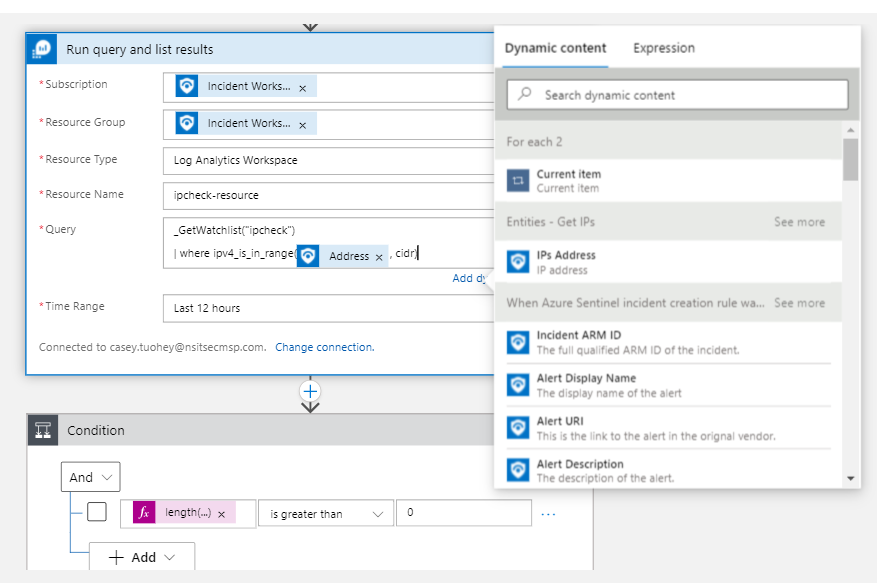 Run query and list results
*Subscription
Incident Works... ×
*Resource Group
Incident Works... ×
*Resource Type
Log Analytics Workspace
*Resource Name
ipcheck-resource
*Query
_GetWatchlist("ipcheck")
| where ipv4_is_in_range( Address × , cidr)
Add dy
*Time Range
Last 12 hours
Connected to casey.tuohey@nsitsecmsp.com. Change connection.
Condition
And
fx length(...) ×
is greater than
0
...
+ Add
Dynamic content Expression
Search dynamic content
For each 2
Current item
Current item
Entities - Get IPs See more
IPs Address
IP address
When Azure Sentinel incident creation rule wa... See more
Incident ARM ID
The full qualified ARM ID of the incident.
Alert Display Name
The display name of the alert
Alert URI
This is the link to the alert in the orignal vendor.
Alert Description
The description of the alert.